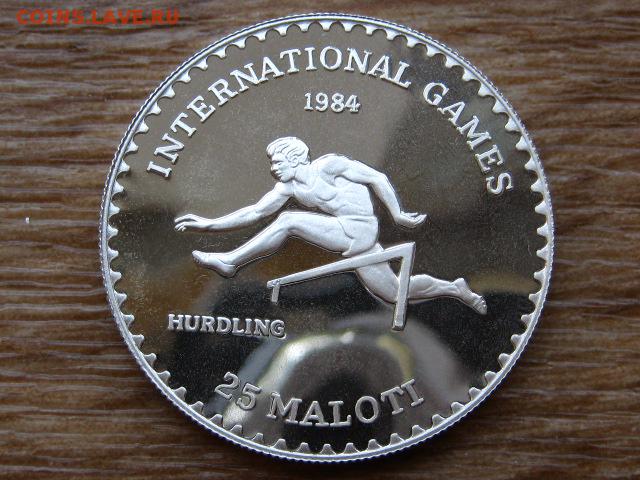 COINS.LAVE.RU
INTERNATIONAL GAMES
1984
HURDLING
25 MALOTI